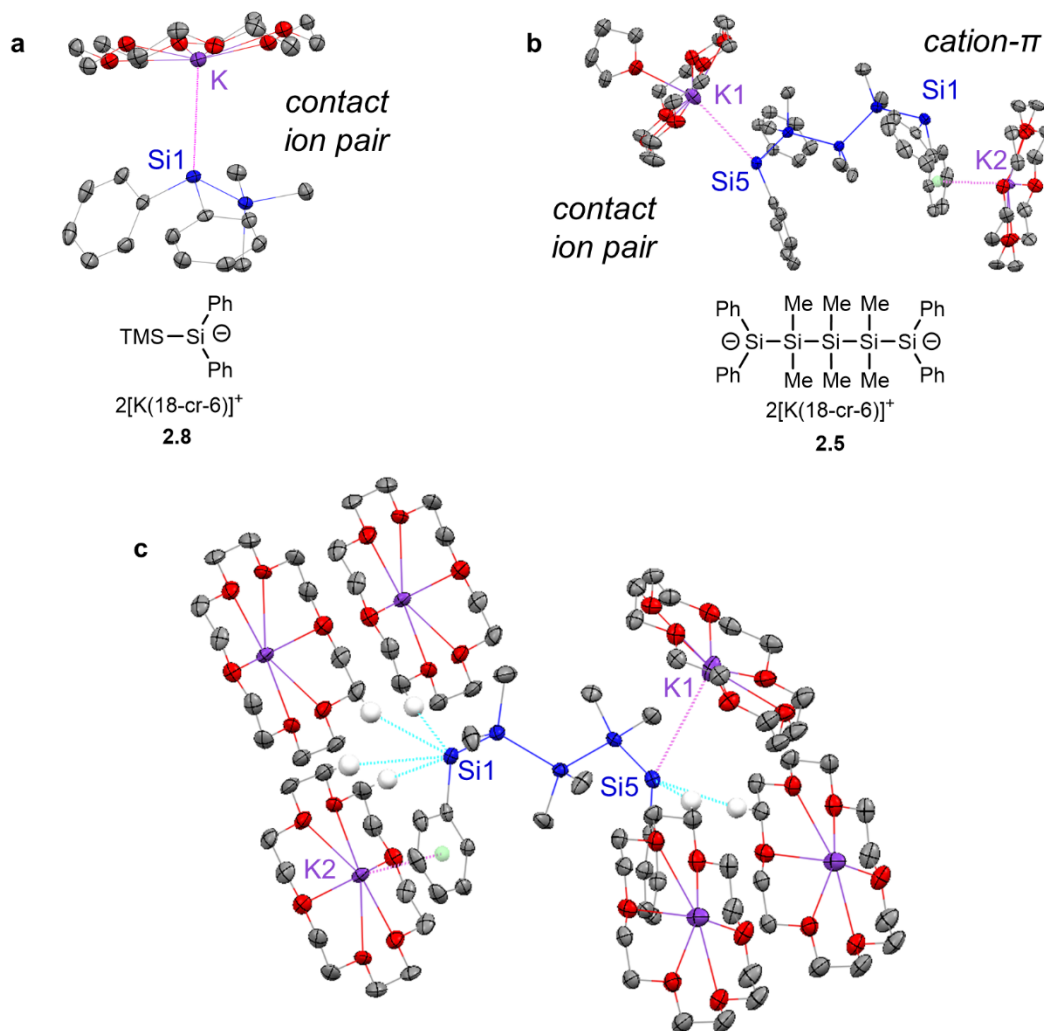 a
K
contact
ion pair
Si1
Ph
TMS—Si ⊖
Ph
2[K(18-cr-6)]⁺
2.8
b
cation-π
K1
Si1
Si5
K2
contact
ion pair
Ph Me Me Me Ph
⊖ Si—Si—Si—Si—Si ⊖
Ph Me Me Me Ph
2[K(18-cr-6)]⁺
2.5
c
K1
Si1
Si5
K2